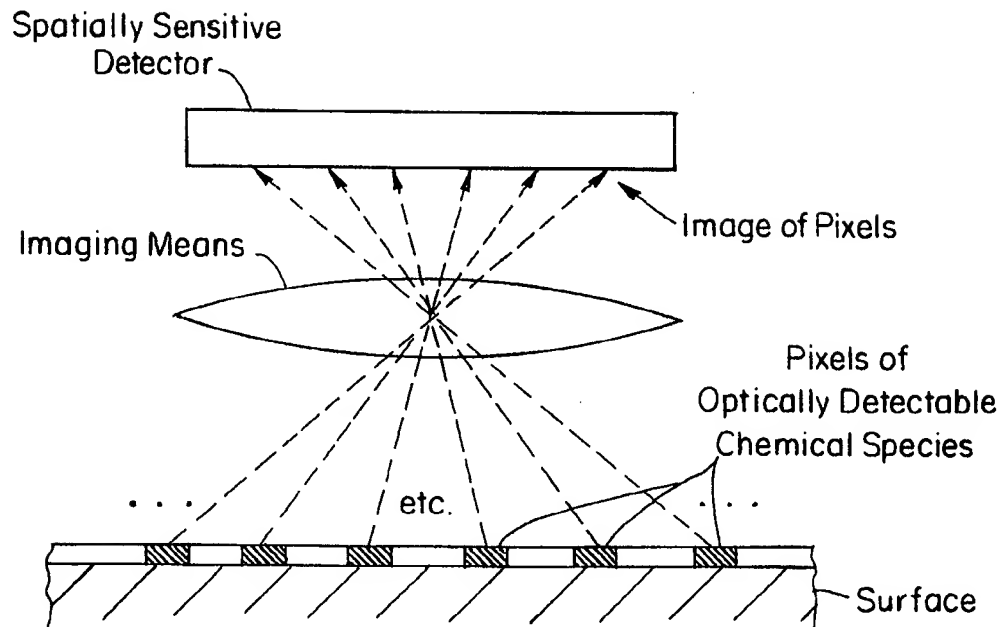 Spatially Sensitive
Detector
Image of Pixels
Imaging Means
Pixels of
Optically Detectable
Chemical Species
. . .
etc.
. . .
Surface